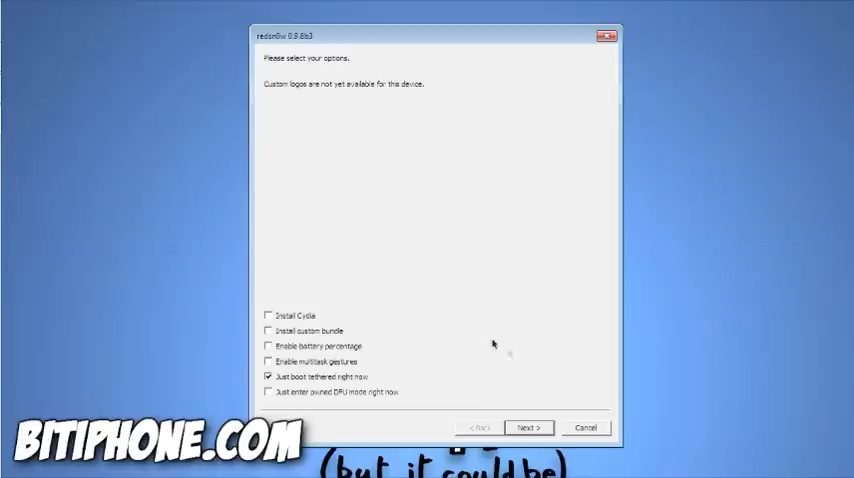 redsn0w 0.9.8b3
Please select your options.
Custom logos are not yet available for this device.
Install Cydia
Install custom bundle
Enable battery percentage
Enable multitask gestures
Just boot tethered right now
Just enter pwned DFU mode right now
< Back
Next >
Cancel
BITIPHONE.COM
(but it could be)